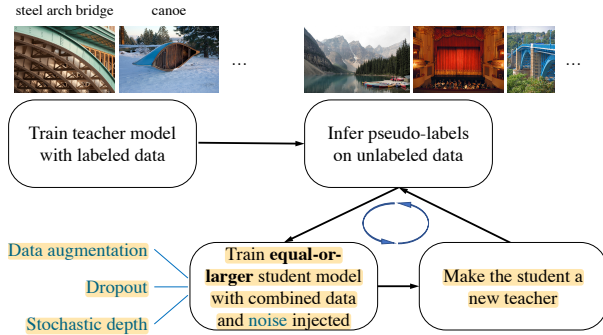 steel arch bridge
canoe
...
...
Train teacher model
with labeled data
Infer pseudo-labels
on unlabeled data
Data augmentation
Dropout
Stochastic depth
Train equal-or-
larger student model
with combined data
and noise injected
Make the student a
new teacher